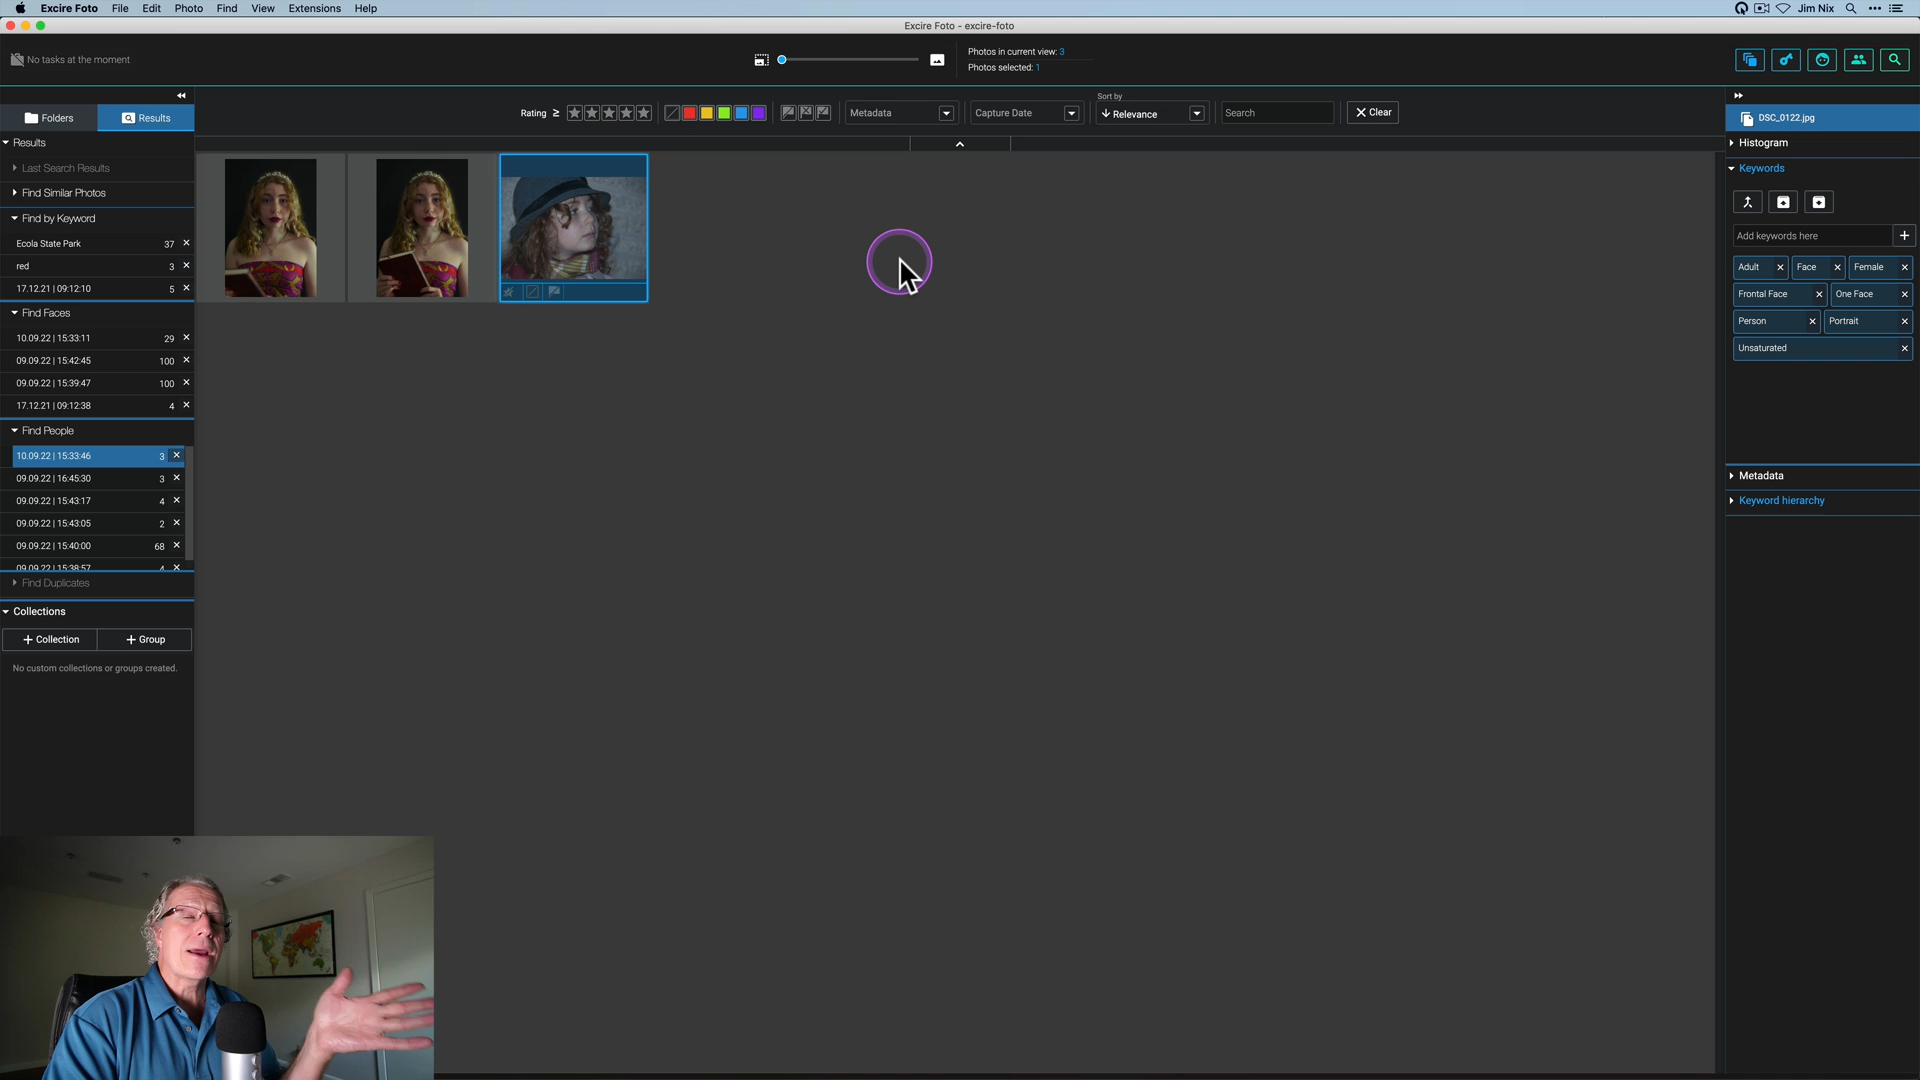 Excire Foto File Edit Photo Find View Extensions Help Jim Nix
Excire Foto - excire-foto
No tasks at the moment
Photos in current view: 3
Photos selected: 1
Folders Results
Rating ≥ Metadata Capture Date Sort by Relevance Search Clear
Results
Last Search Results
Find Similar Photos
Find by Keyword
Ecola State Park 37
red 3
17.12.21 | 09:12:10 5
Find Faces
10.09.22 | 15:33:11 29
09.09.22 | 15:42:45 100
09.09.22 | 15:39:47 100
17.12.21 | 09:12:38 4
Find People
10.09.22 | 15:33:46 3
09.09.22 | 16:45:30 3
09.09.22 | 15:43:17 4
09.09.22 | 15:43:05 2
09.09.22 | 15:40:00 68
09.09.22 | 15:38:57 4
Find Duplicates
Collections
+ Collection + Group
No custom collections or groups created.
DSC_0122.jpg
Histogram
Keywords
Add keywords here
Adult Face Female
Frontal Face One Face
Person Portrait
Unsaturated
Metadata
Keyword hierarchy